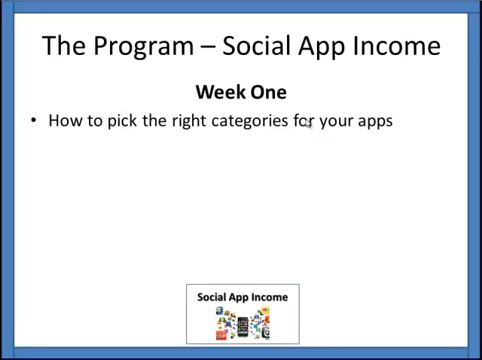 The Program – Social App Income
Week One
• How to pick the right categories for your apps
Social App Income